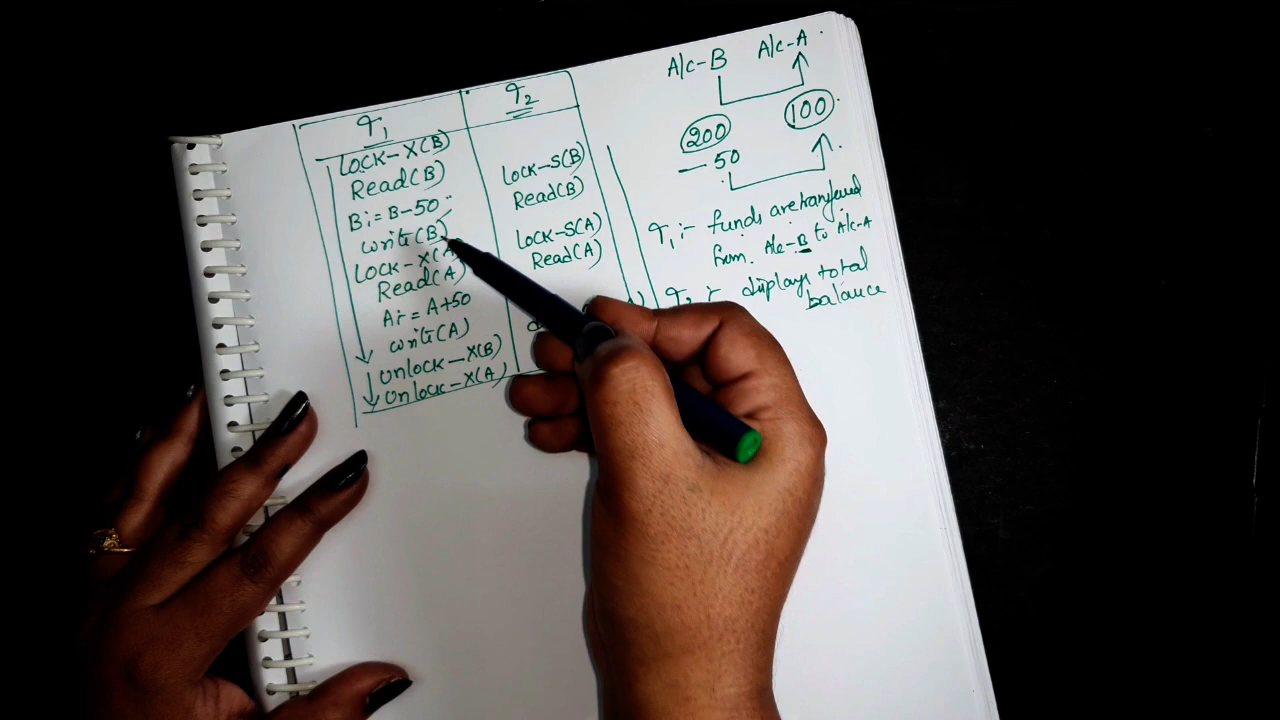 T1
Lock-X(B)
Read(B)
B:=B-50
write(B)
Lock-X(A
Read(A)
A:=A+50
write(A)
Unlock-X(B)
Unlock-X(A)
T2
Lock-S(B)
Read(B)
Lock-S(A)
Read(A)
A/c-B A/c-A
200 100
-50
T1 :- funds are transferred
from A/c-B to A/c-A
T2 :- displays total
balance